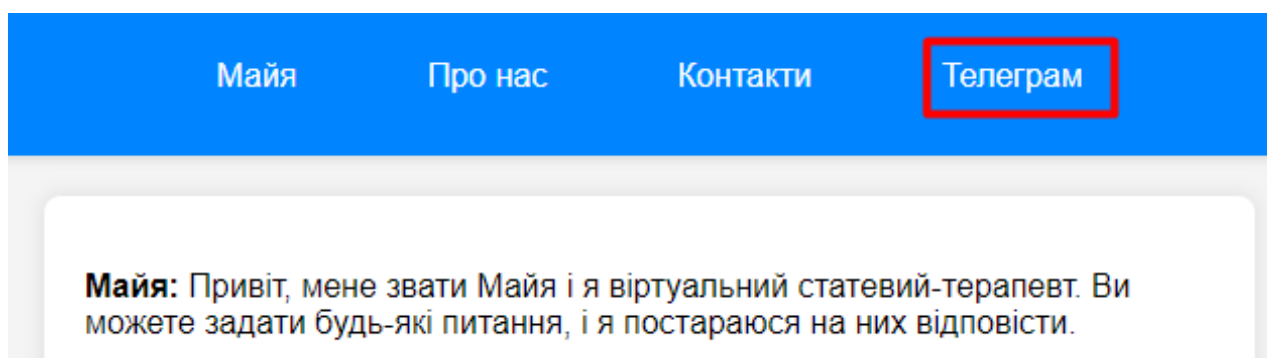 Майя Про нас Контакти Телеграм
Майя: Привіт, мене звати Майя і я віртуальний статевий-терапевт. Ви
можете задати будь-які питання, і я постараюся на них відповісти.